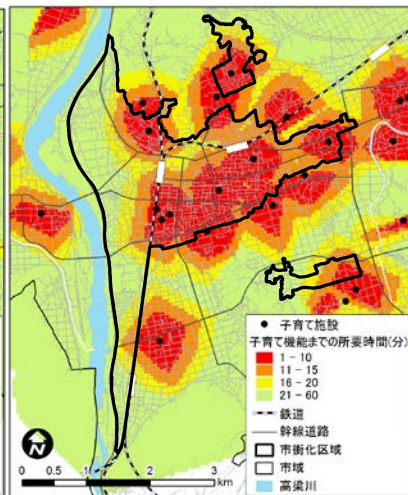 子育て施設
子育て機能までの所要時間(分)
1 - 10
11 - 15
16 - 20
21 - 60
鉄道
幹線道路
市街化区域
市域
高梁川
N
0 0.5 1 2 3
km